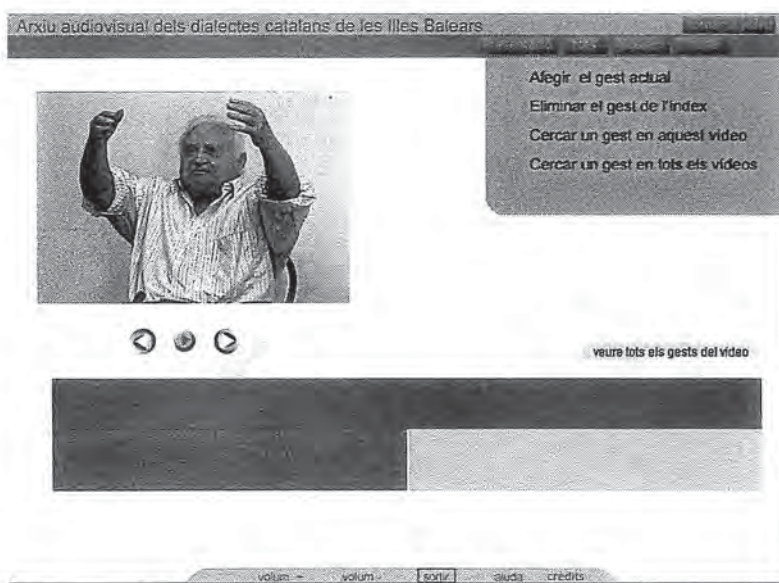 Arxiu audiovisual dels dialectes catalans de les Illes Balears
Afegir el gest actual
Eliminar el gest de l'índex
Cercar un gest en aquest vídeo
Cercar un gest en tots els vídeos
veure tots els gests del vídeo
volum + volum - sortir ajuda crèdits